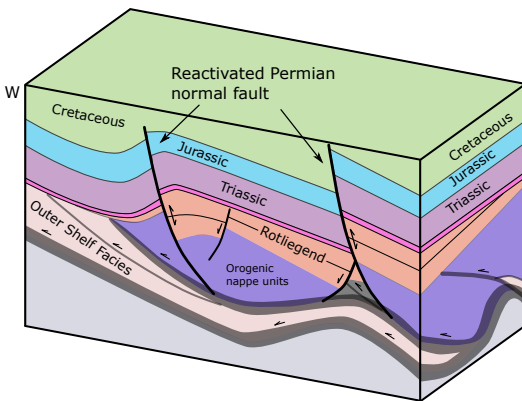 Reactivated Permian
normal fault
W
Cretaceous
Cretaceous
Jurassic
Jurassic
Triassic
Triassic
Outer Shelf Facies
Rotliegend
Orogenic
nappe units